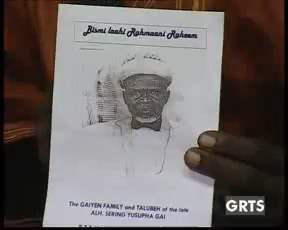 Bismi laahi Rahmaani Raheem
The GAIYEN FAMILY and TALUBEH of the late
ALH. SERING YUSUPHA GAI
GRTS